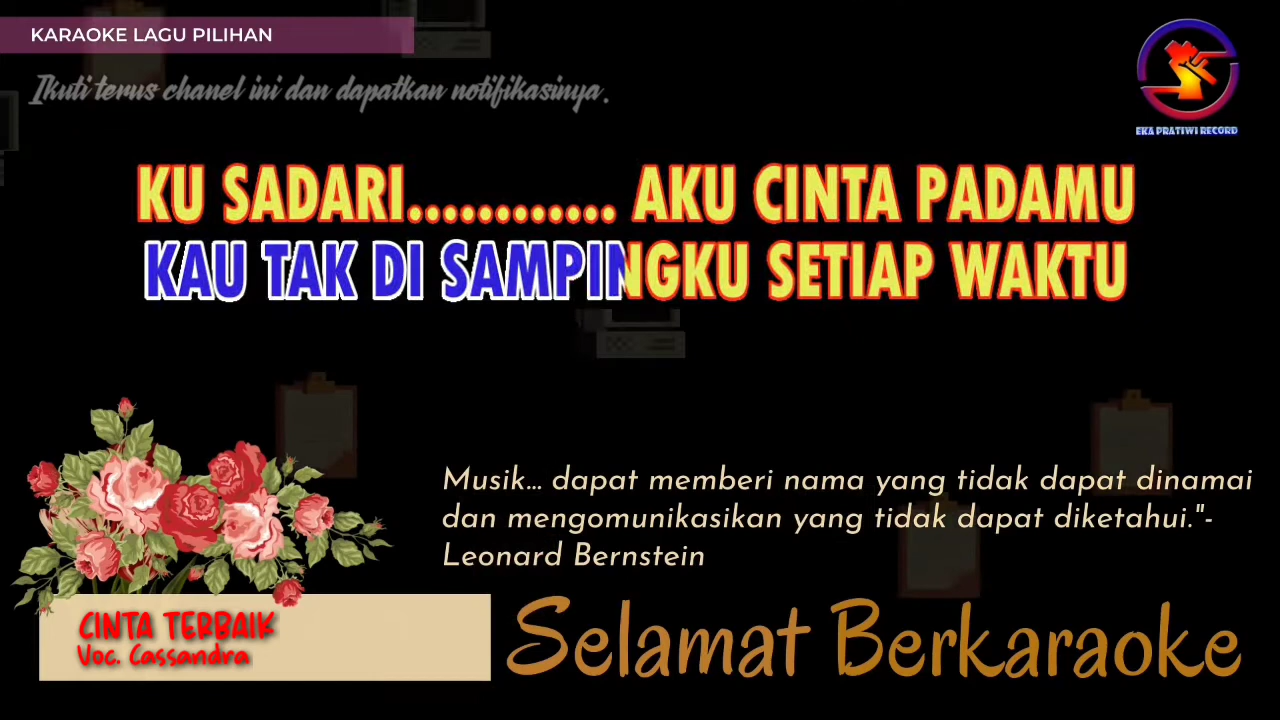 KARAOKE LAGU PILIHAN
Ikuti terus chanel ini dan dapatkan notifikasinya.
EKA PRATIWI RECORD
KU SADARI............ AKU CINTA PADAMU
KAU TAK DI SAMPINGKU SETIAP WAKTU
Musik... dapat memberi nama yang tidak dapat dinamai
dan mengomunikasikan yang tidak dapat diketahui."-
Leonard Bernstein
CINTA TERBAIK
Voc. Cassandra
Selamat Berkaraoke